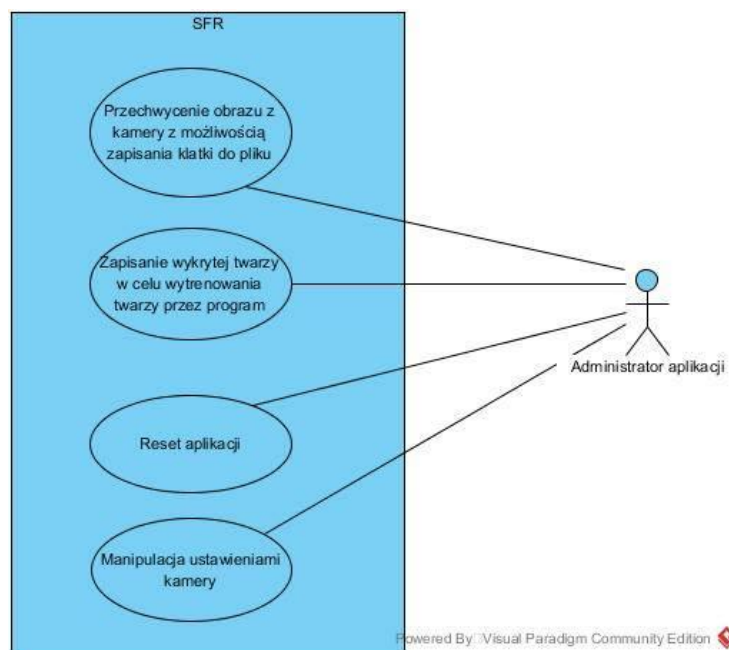 SFR
Przechwycenie obrazu z
kamery z możliwością
zapisania klatki do pliku
Zapisanie wykrytej twarzy
w celu wytrenowania
twarzy przez program
Administrator aplikacji
Reset aplikacji
Manipulacja ustawieniami
kamery
Powered By Visual Paradigm Community Edition